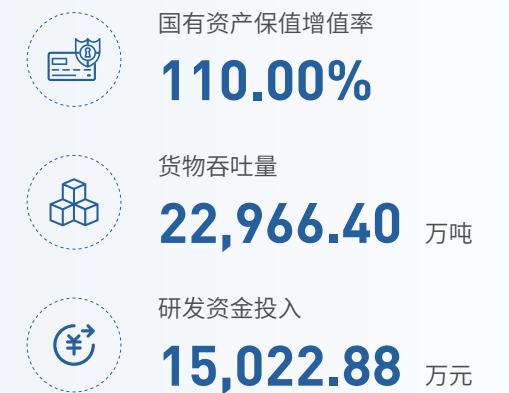 国有资产保值增值率
110.00%
货物吞吐量
22,966.40 万吨
研发资金投入
15,022.88 万元